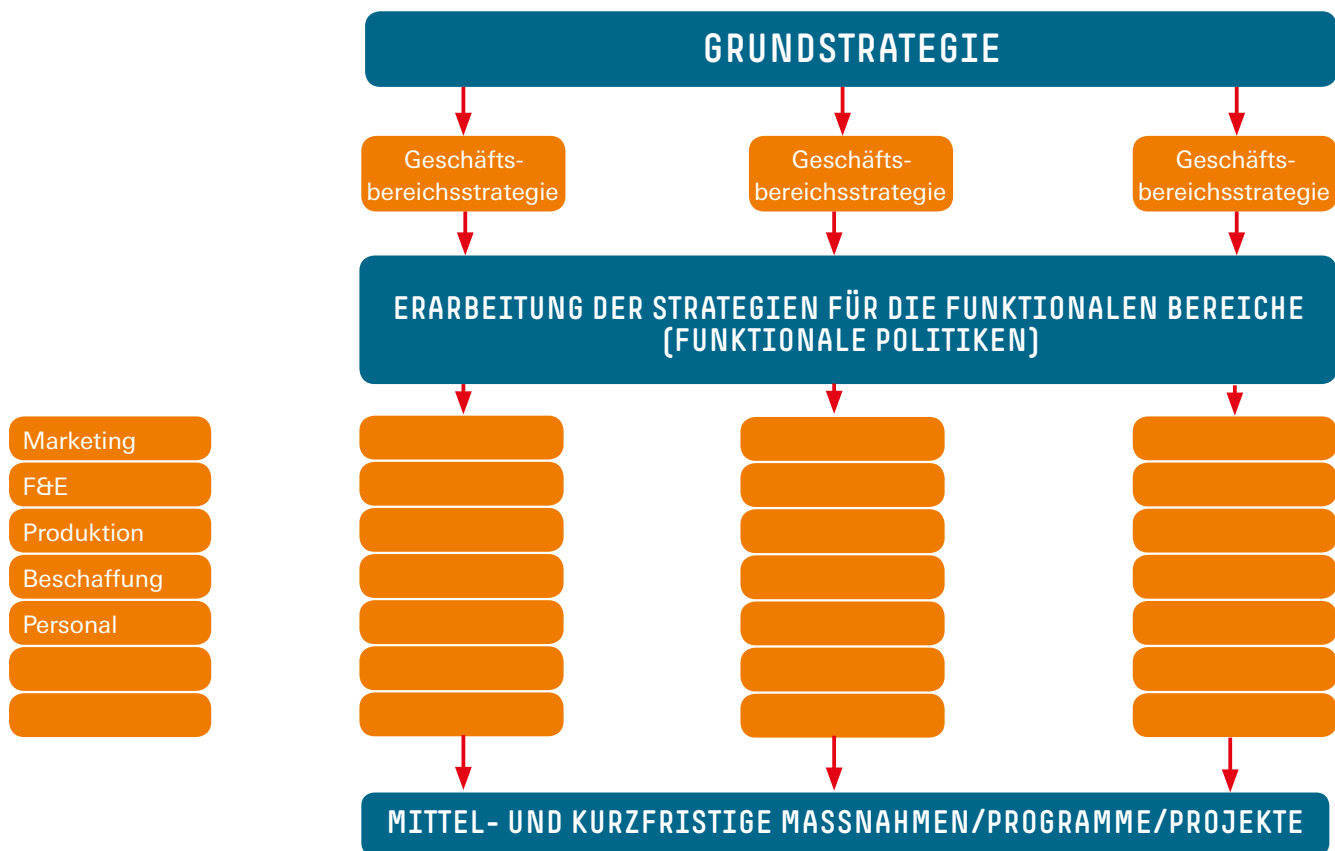 GRUNDSTRATEGIE
Geschäfts-
bereichsstrategie
Geschäfts-
bereichsstrategie
Geschäfts-
bereichsstrategie
ERARBEITUNG DER STRATEGIEN FÜR DIE FUNKTIONALEN BEREICHE
(FUNKTIONALE POLITIKEN)
Marketing
F&E
Produktion
Beschaffung
Personal
MITTEL- UND KURZFRISTIGE MASSNAHMEN/PROGRAMME/PROJEKTE